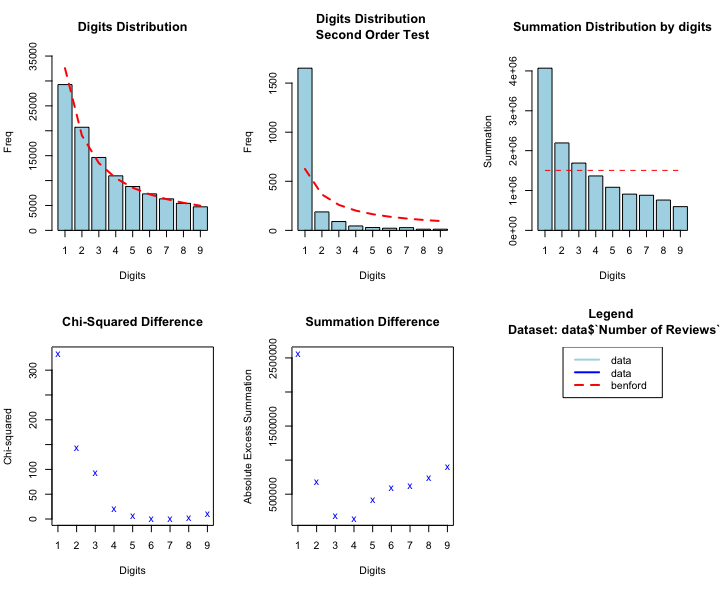 Digits Distribution
Freq
0
5000
15000
25000
35000
1 2 3 4 5 6 7 8 9
Digits
Digits Distribution
Second Order Test
Freq
0
500
1000
1500
1 2 3 4 5 6 7 8 9
Digits
Summation Distribution by digits
Summation
0e+00
1e+06
2e+06
3e+06
4e+06
1 2 3 4 5 6 7 8 9
Digits
Chi-Squared Difference
Chi-squared
0
50
100
200
300
1 2 3 4 5 6 7 8 9
Digits
Summation Difference
Absolute Excess Summation
500000
1500000
2500000
1 2 3 4 5 6 7 8 9
Digits
Legend
Dataset: data$`Number of Reviews`
data
data
benford